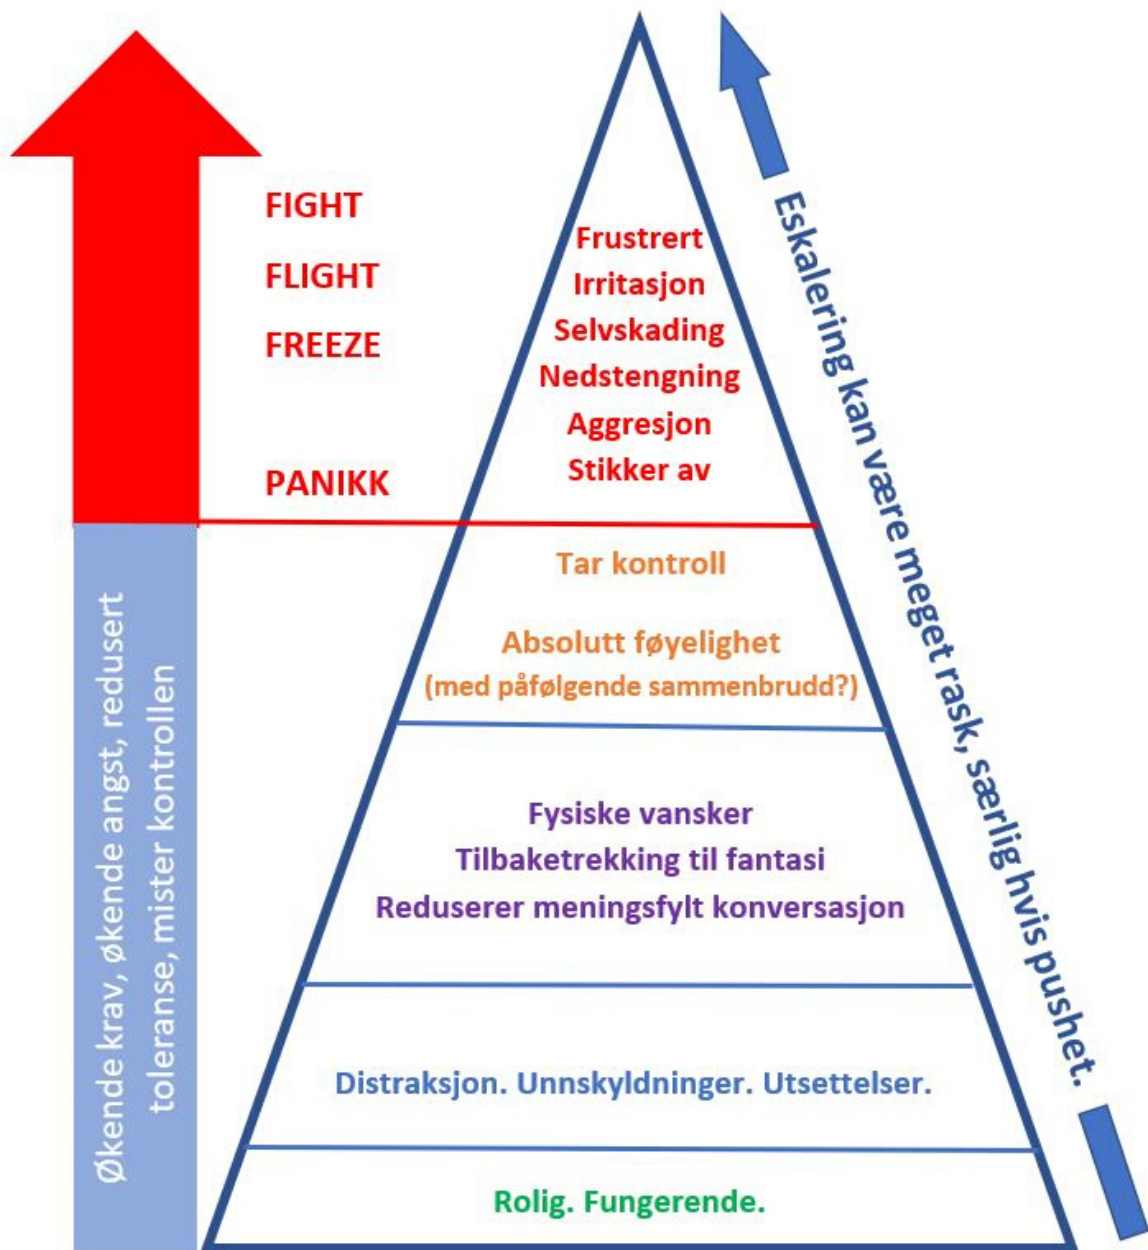 FIGHT
FLIGHT
FREEZE
PANIKK
Økende krav, økende angst, redusert
toleranse, mister kontrollen
Frustrert
Irritasjon
Selvskading
Nedstengning
Aggresjon
Stikker av
Tar kontroll
Absolutt føyelighet
(med påfølgende sammenbrudd?)
Fysiske vansker
Tilbaketrekking til fantasi
Reduserer meningsfylt konversasjon
Distraksjon. Unnskyldninger. Utsettelser.
Rolig. Fungerende.
Eskalering kan være meget rask, særlig hvis pushet.